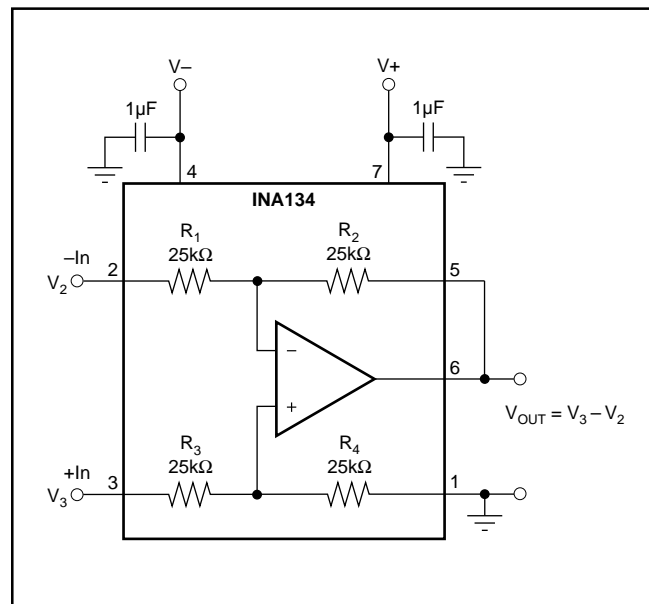 V– V+
1µF 1µF
4 7
INA134
R1 R2
–In 25kΩ 25kΩ
2 5
V2
–
6
+
VOUT = V3 – V2
R3 R4
+In 25kΩ 25kΩ
3 1
V3